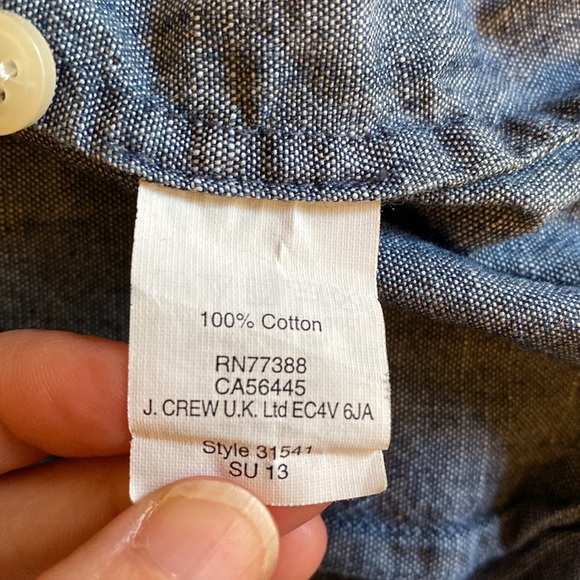 100% Cotton
RN77388
CA56445
J. CREW U.K. Ltd EC4V 6JA
Style 31541
SU 13